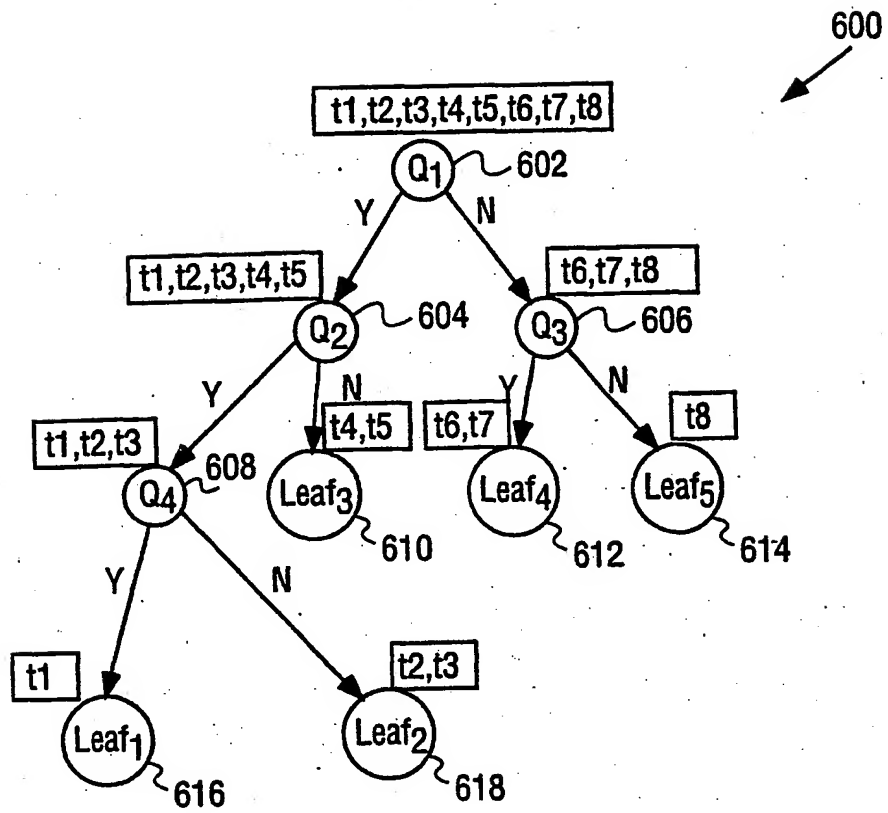 600
t1,t2,t3,t4,t5,t6,t7,t8
Q1
602
Y
N
t1,t2,t3,t4,t5
t6,t7,t8
Q2
604
Q3
606
Y
N
Y
N
t1,t2,t3
t4,t5
t6,t7
t8
608
Q4
Leaf3
Leaf4
Leaf5
610
612
614
Y
N
t1
t2,t3
Leaf1
Leaf2
616
618